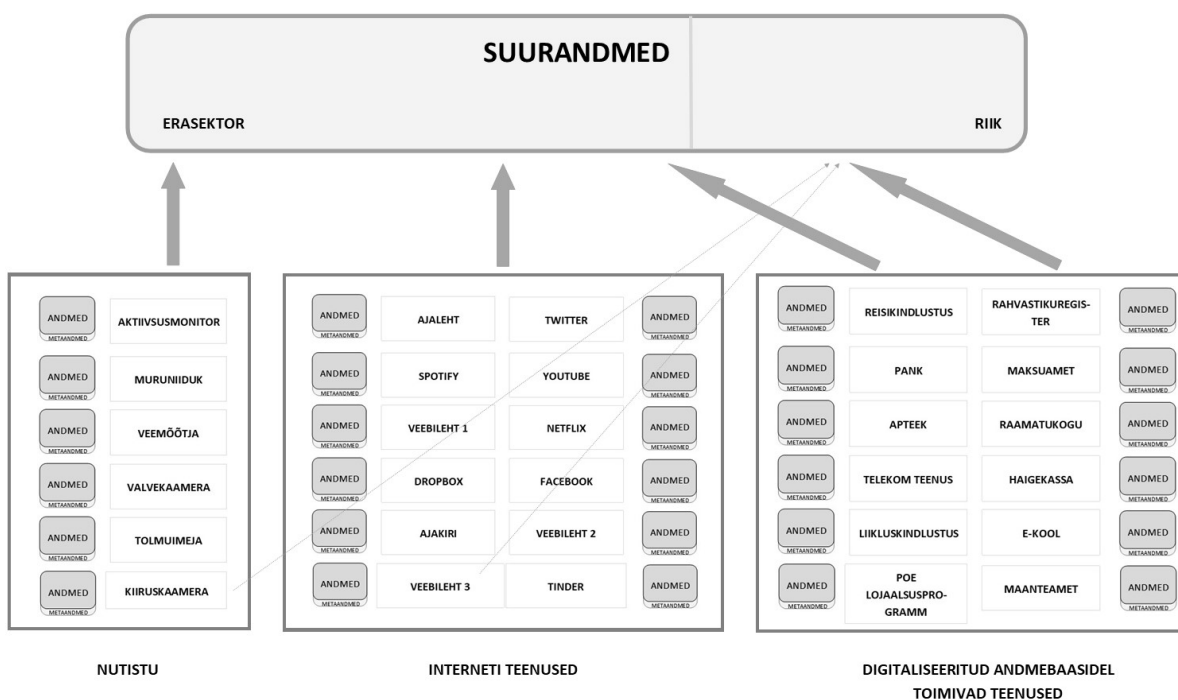 SUURANDMED
ERASEKTOR
RIIK
ANDMED
METAANDMED
AKTIIVSUSMONITOR
ANDMED
METAANDMED
MURUNIIDUK
ANDMED
METAANDMED
VEEMÕÕTJA
ANDMED
METAANDMED
VALVEKAAMERA
ANDMED
METAANDMED
TOLMUIMEJA
ANDMED
METAANDMED
KIIRUSKAAMERA
NUTISTU
ANDMED
METAANDMED
AJALEHT
TWITTER
ANDMED
METAANDMED
ANDMED
METAANDMED
SPOTIFY
YOUTUBE
ANDMED
METAANDMED
ANDMED
METAANDMED
VEEBILEHT 1
NETFLIX
ANDMED
METAANDMED
ANDMED
METAANDMED
DROPBOX
FACEBOOK
ANDMED
METAANDMED
ANDMED
METAANDMED
AJAKIRI
VEEBILEHT 2
ANDMED
METAANDMED
ANDMED
METAANDMED
VEEBILEHT 3
TINDER
ANDMED
METAANDMED
INTERNETI TEENUSED
ANDMED
METAANDMED
REISIKINDLUSTUS
RAHVASTIKUREGIS-
TER
ANDMED
METAANDMED
ANDMED
METAANDMED
PANK
MAKSUAMET
ANDMED
METAANDMED
ANDMED
METAANDMED
APTEEK
RAAMATUKOGU
ANDMED
METAANDMED
ANDMED
METAANDMED
TELEKOM TEENUS
HAIGEKASSA
ANDMED
METAANDMED
ANDMED
METAANDMED
LIIKLUSKINDLUSTUS
E-KOOL
ANDMED
METAANDMED
ANDMED
METAANDMED
POE
LOJAALSUSPRO-
GRAMM
MAANTEAMET
ANDMED
METAANDMED
DIGITALISEERITUD ANDMEBAASIDEL
TOIMIVAD TEENUSED